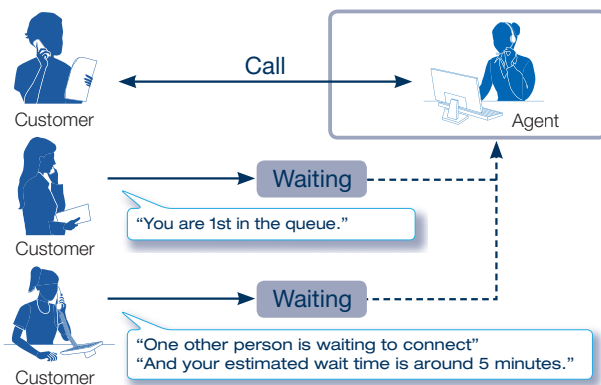 Call
Customer
Agent
Waiting
“You are 1st in the queue.”
Customer
Waiting
“One other person is waiting to connect”
“And your estimated wait time is around 5 minutes.”
Customer